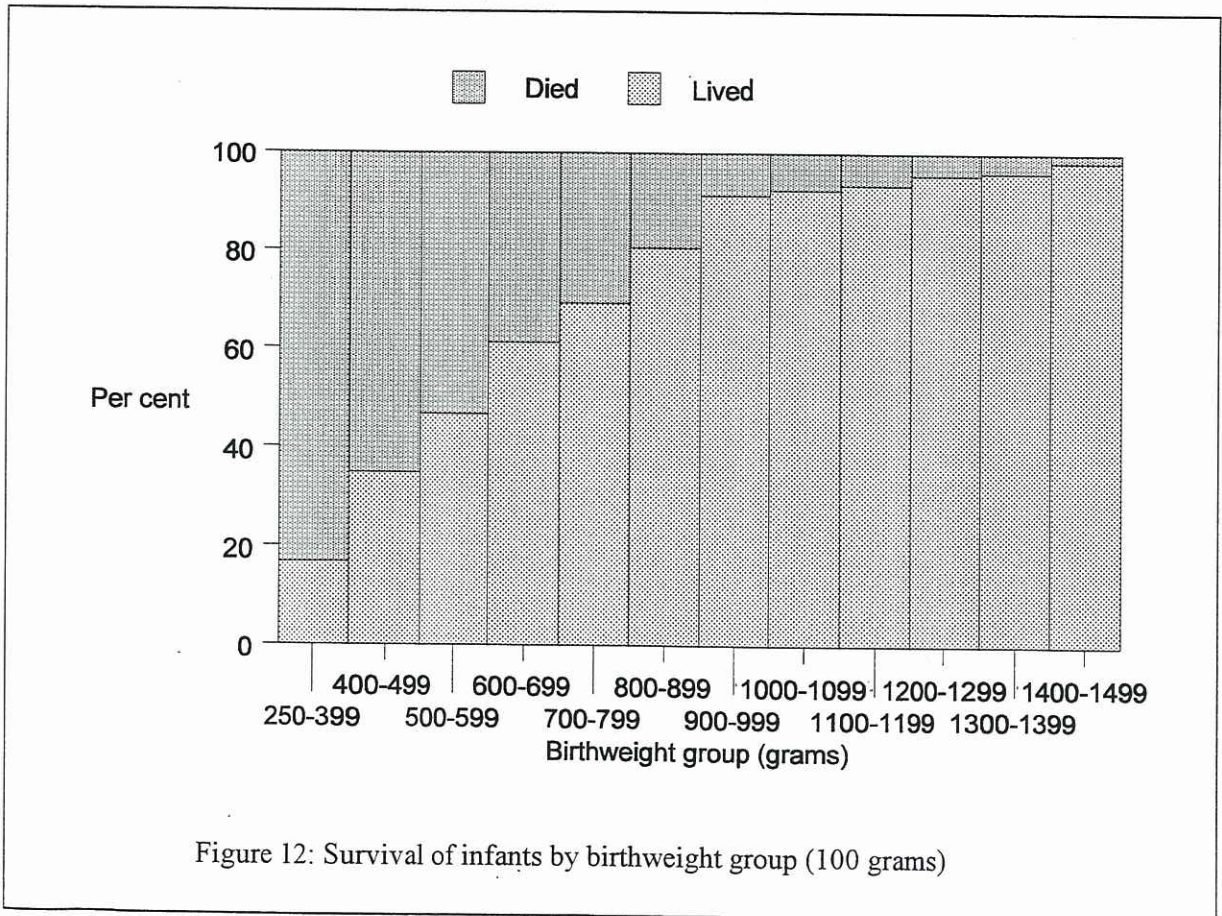 Died Lived
100
80
60
Per cent
40
20
0
400-499 600-699 800-899 1000-1099 1200-1299 1400-1499
250-399 500-599 700-799 900-999 1100-1199 1300-1399
Birthweight group (grams)
Figure 12: Survival of infants by birthweight group (100 grams)